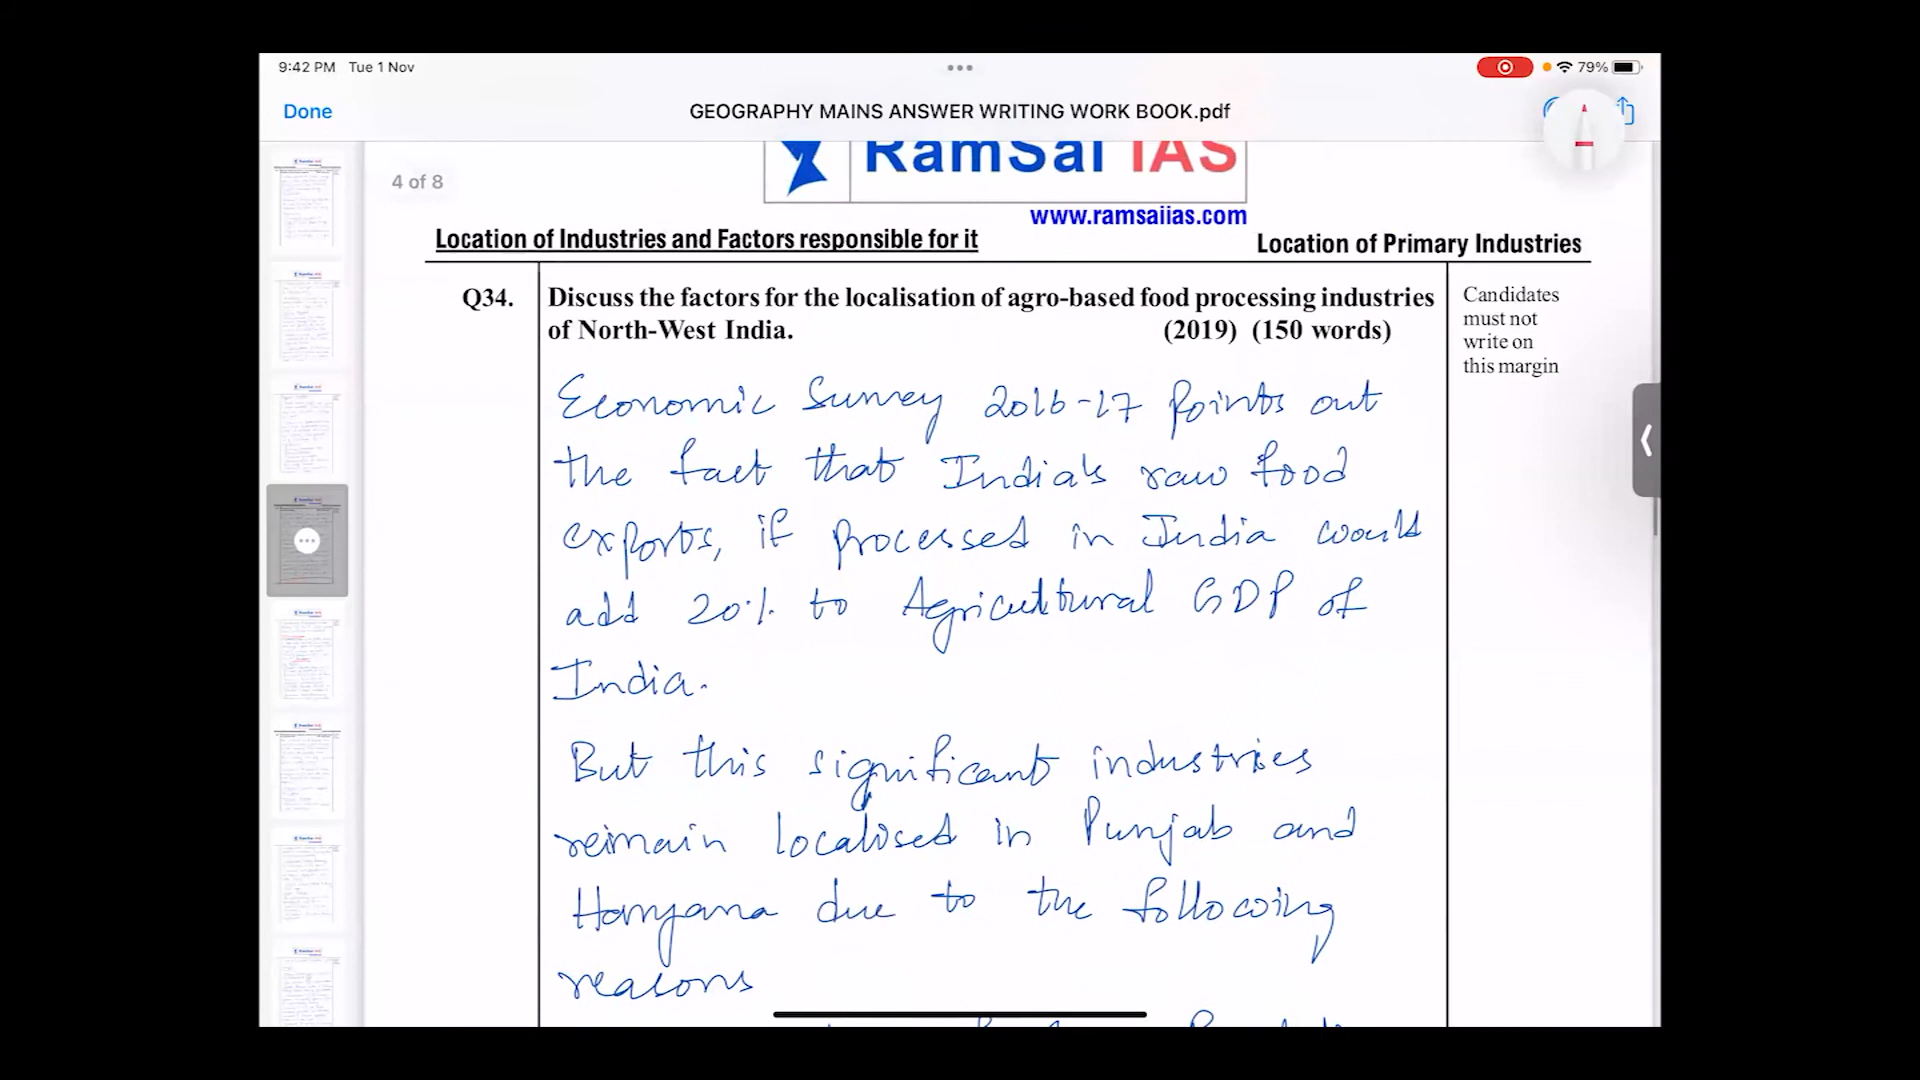 9:42 PM Tue 1 Nov
79%
Done
GEOGRAPHY MAINS ANSWER WRITING WORK BOOK.pdf
4 of 8
RamSai IAS
www.ramsaiias.com
Location of Industries and Factors responsible for it
Location of Primary Industries
Q34. Discuss the factors for the localisation of agro-based food processing industries
of North-West India. (2019) (150 words)
Candidates
must not
write on
this margin
Economic Survey 2016-17 points out
the fact that India's raw food
exports, if processed in India would
add 20% to Agricultural GDP of
India.
But this significant industries
remain localised in Punjab and
Haryana due to the following
reasons